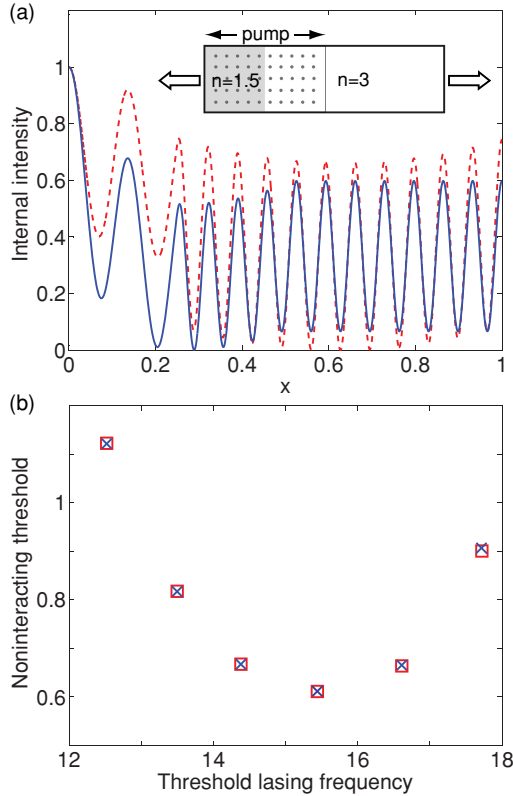 (a)
pump
n=1.5
n=3
Internal intensity
1
0.8
0.6
0.4
0.2
0
0 0.2 0.4 0.6 0.8 1
x
(b)
Noninteracting threshold
1
0.8
0.6
12 14 16 18
Threshold lasing frequency